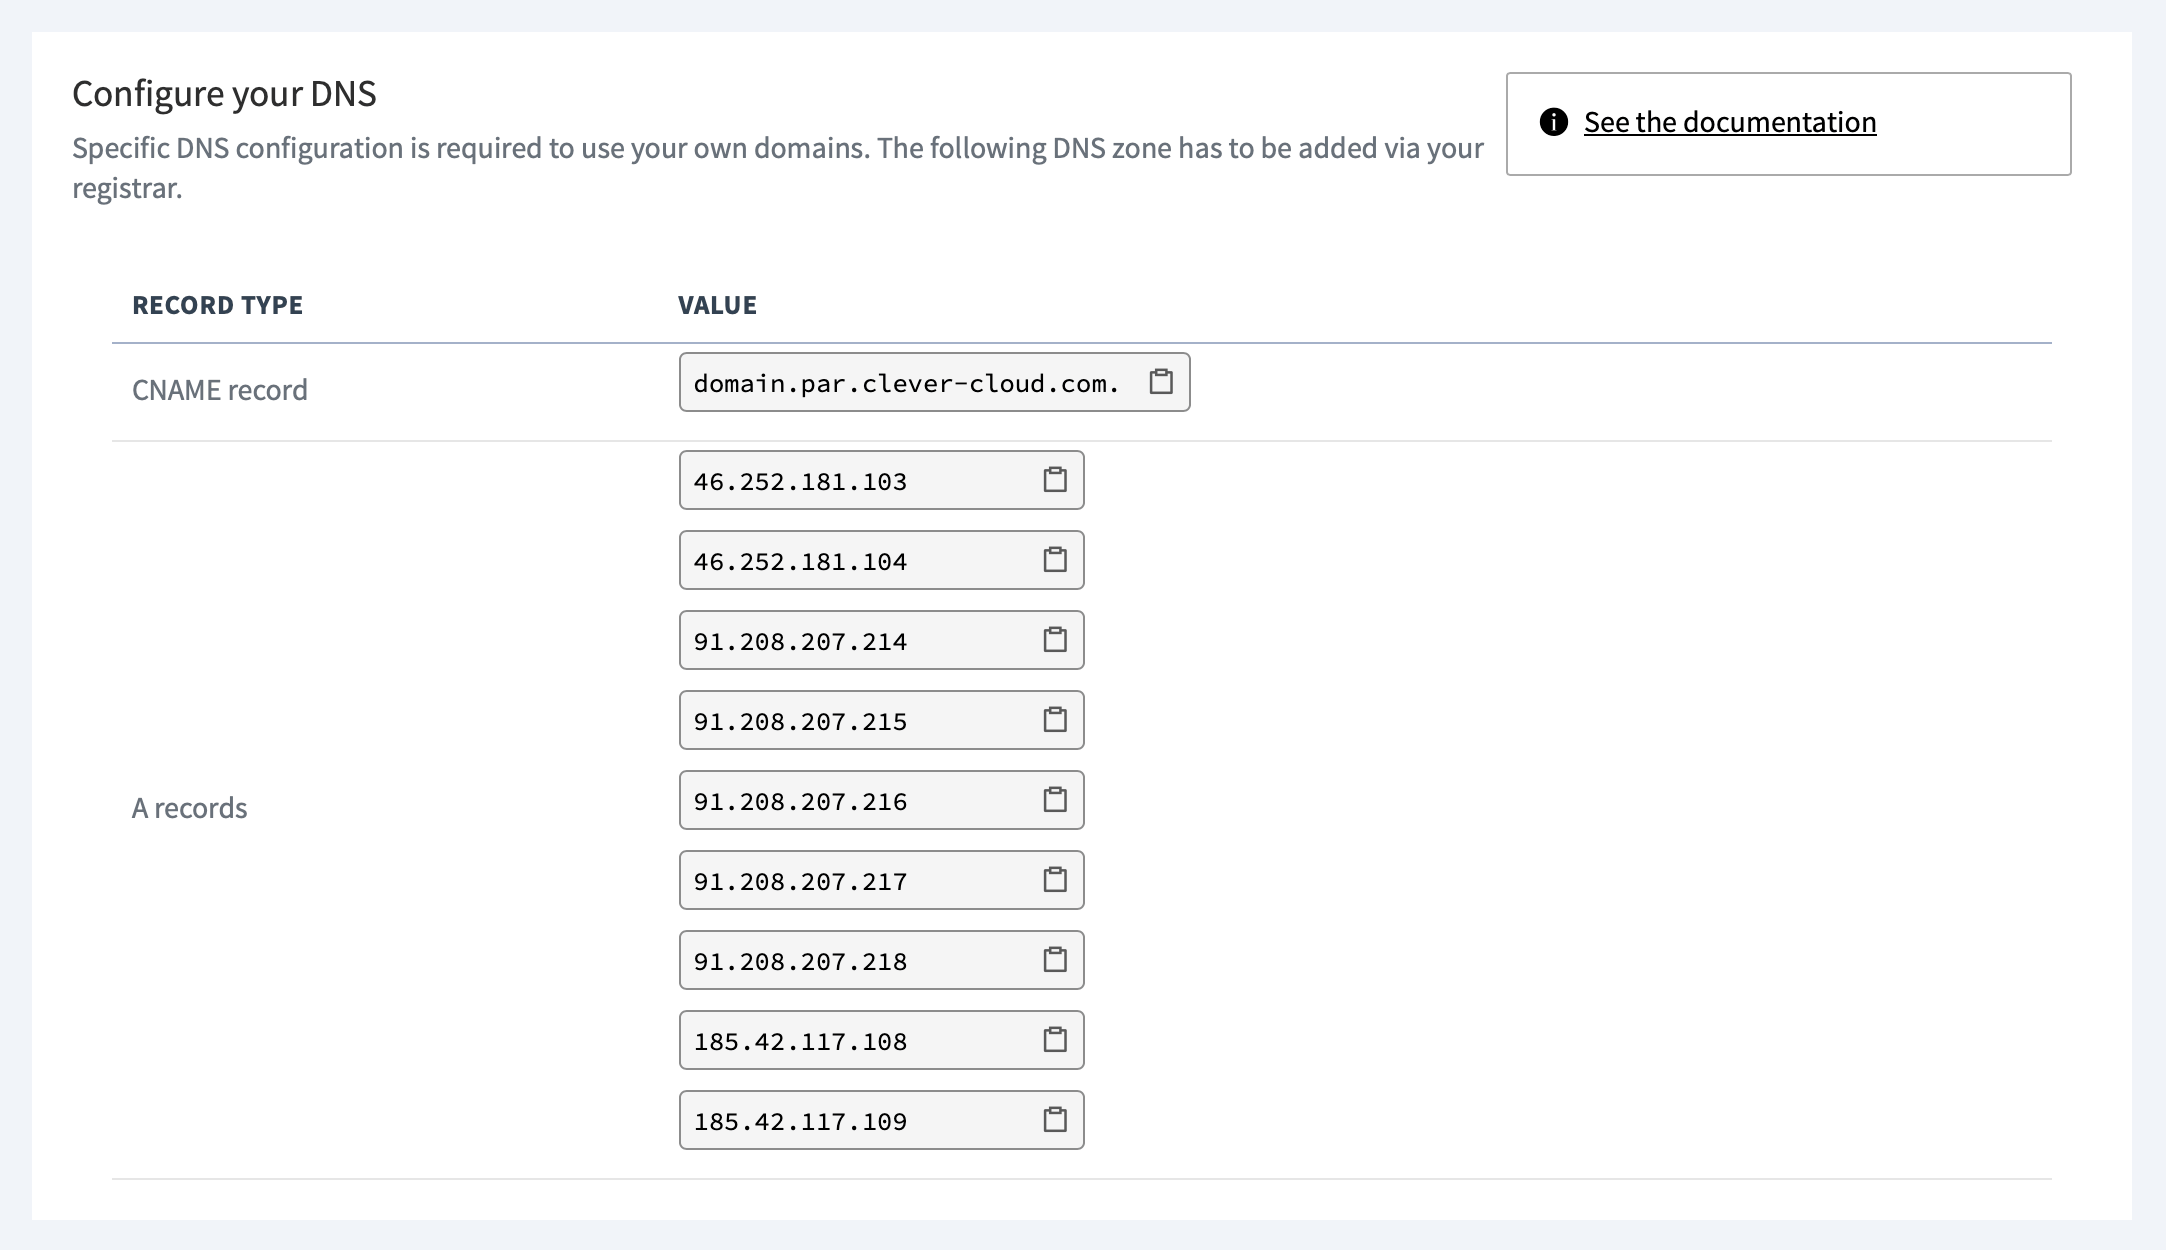 Configure your DNS
See the documentation
Specific DNS configuration is required to use your own domains. The following DNS zone has to be added via your
registrar.
RECORD TYPE VALUE
CNAME record domain.par.clever-cloud.com.
A records
46.252.181.103
46.252.181.104
91.208.207.214
91.208.207.215
91.208.207.216
91.208.207.217
91.208.207.218
185.42.117.108
185.42.117.109